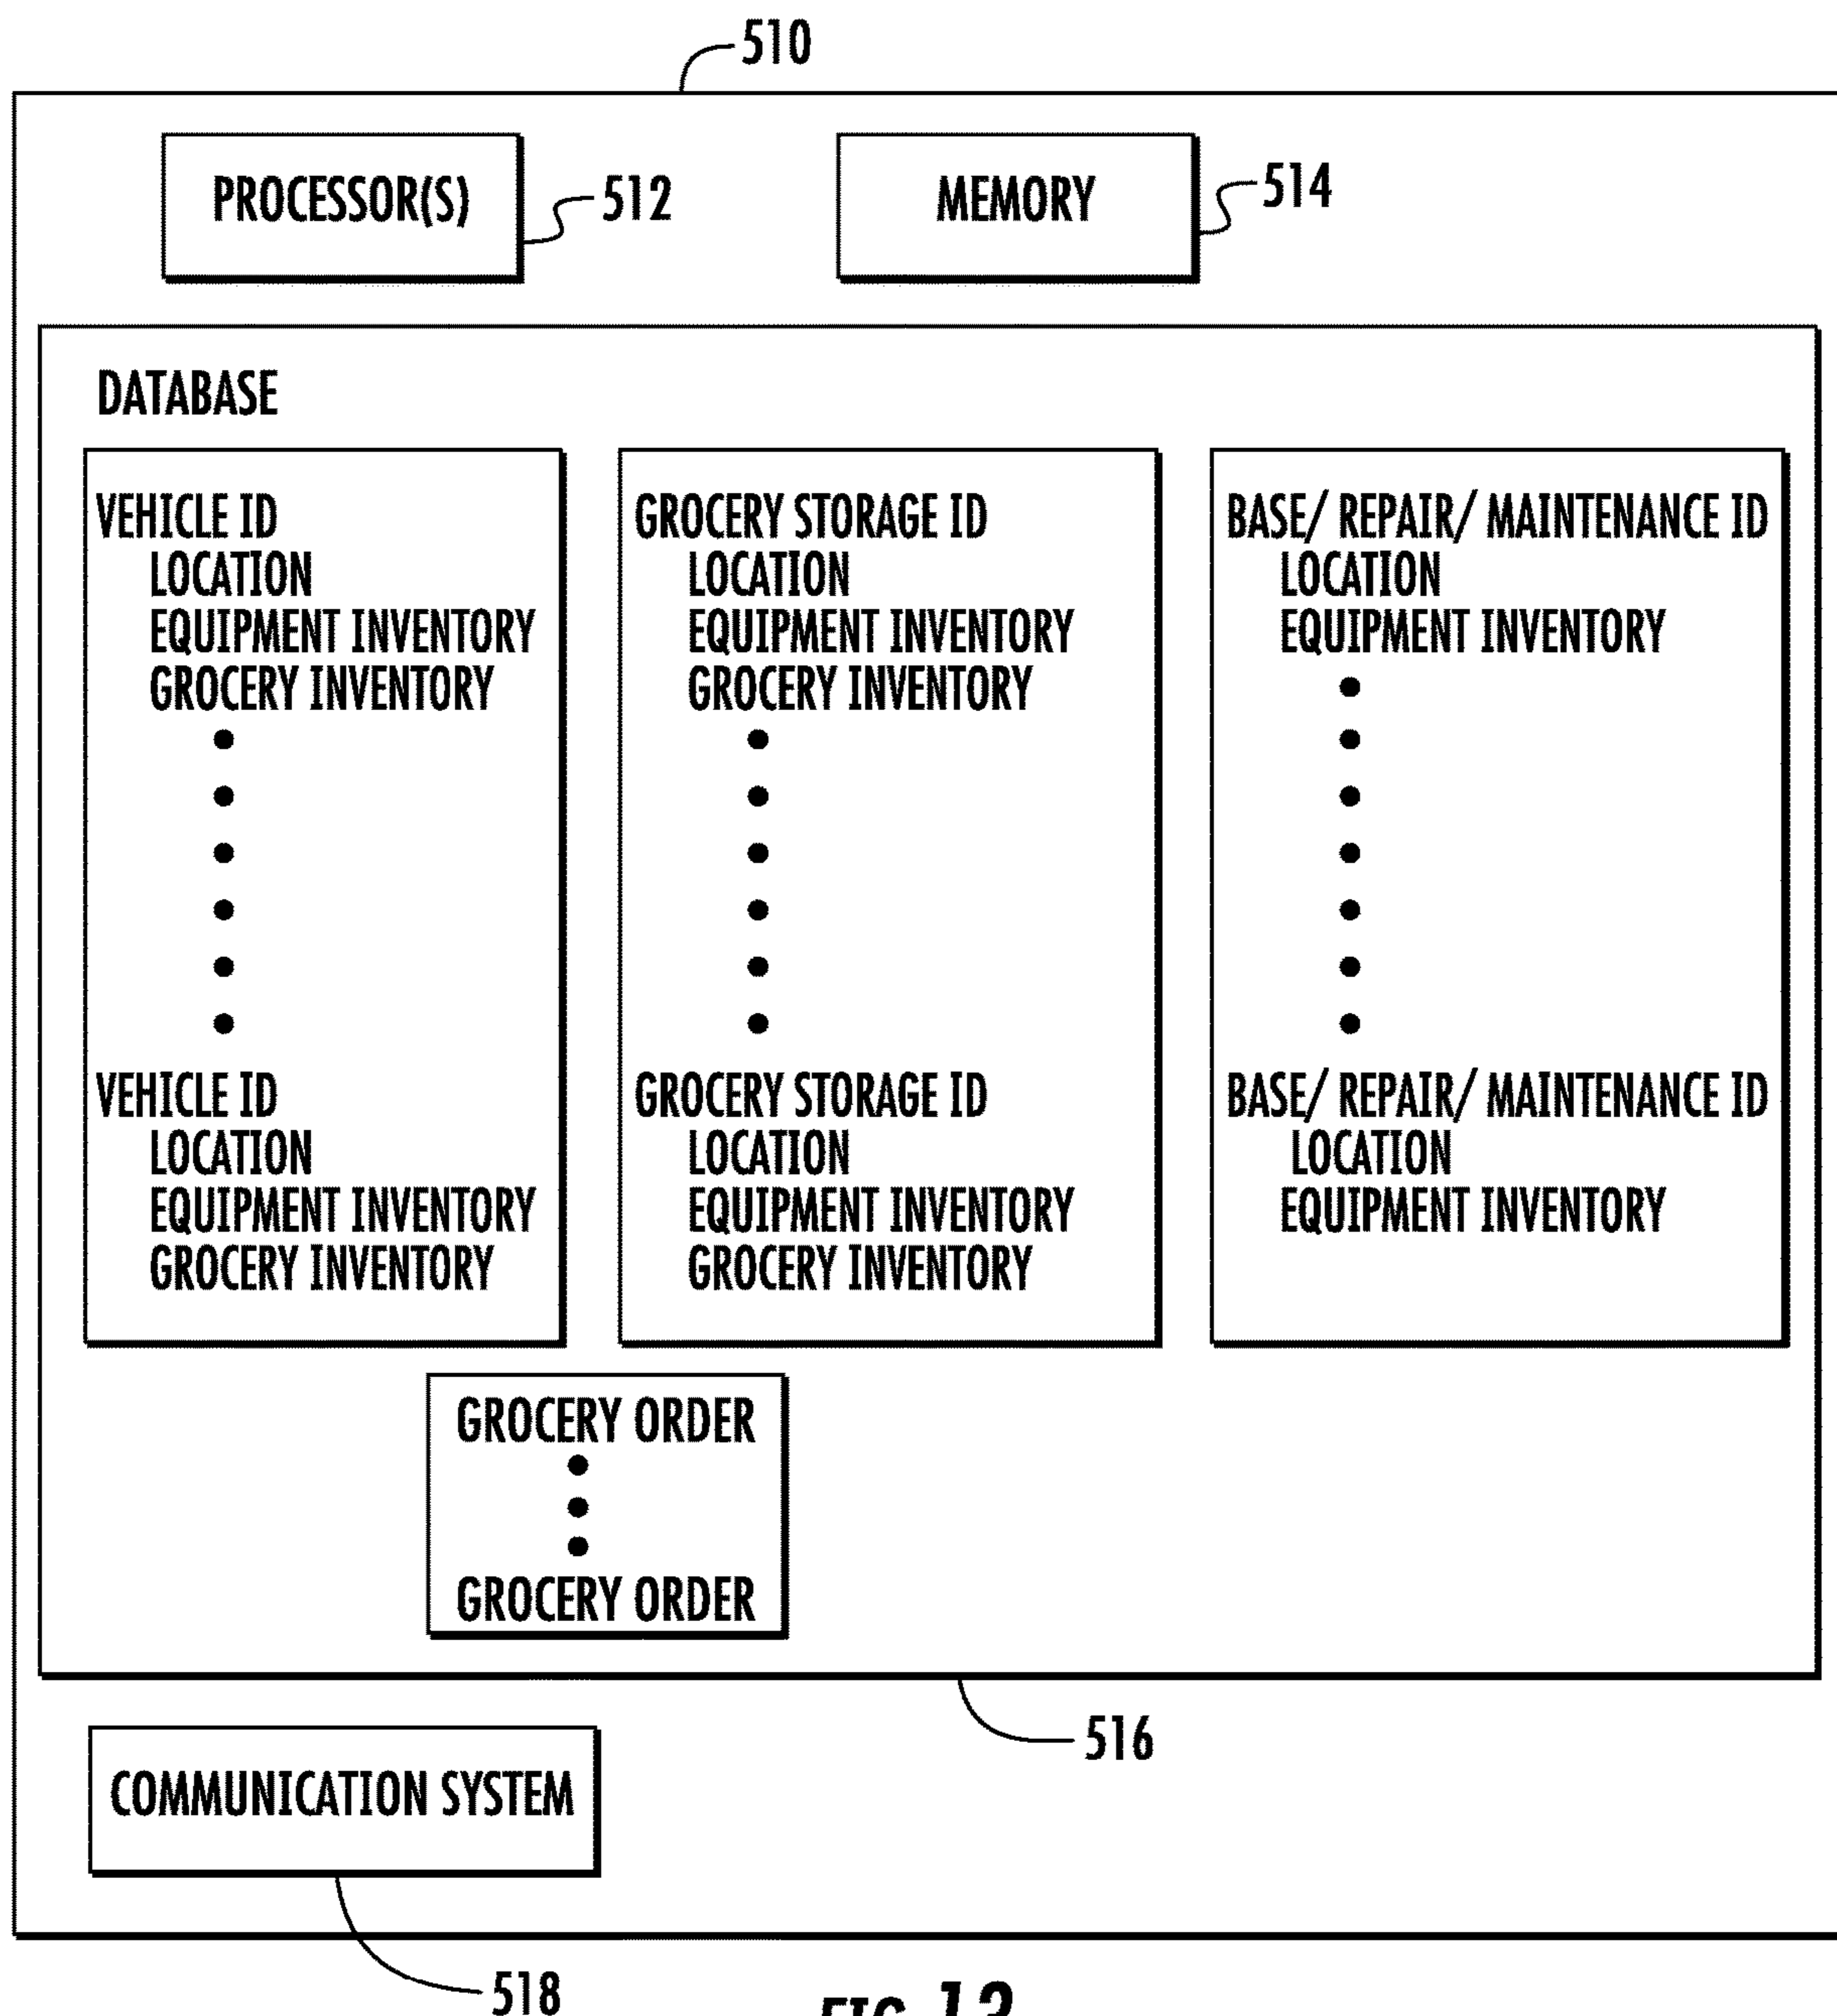 510
PROCESSOR(S)
512
MEMORY
514
DATABASE
VEHICLE ID
LOCATION
EQUIPMENT INVENTORY
GROCERY INVENTORY
VEHICLE ID
LOCATION
EQUIPMENT INVENTORY
GROCERY INVENTORY
GROCERY STORAGE ID
LOCATION
EQUIPMENT INVENTORY
GROCERY INVENTORY
GROCERY STORAGE ID
LOCATION
EQUIPMENT INVENTORY
GROCERY INVENTORY
BASE/ REPAIR/ MAINTENANCE ID
LOCATION
EQUIPMENT INVENTORY
BASE/ REPAIR/ MAINTENANCE ID
LOCATION
EQUIPMENT INVENTORY
GROCERY ORDER
GROCERY ORDER
516
COMMUNICATION SYSTEM
518